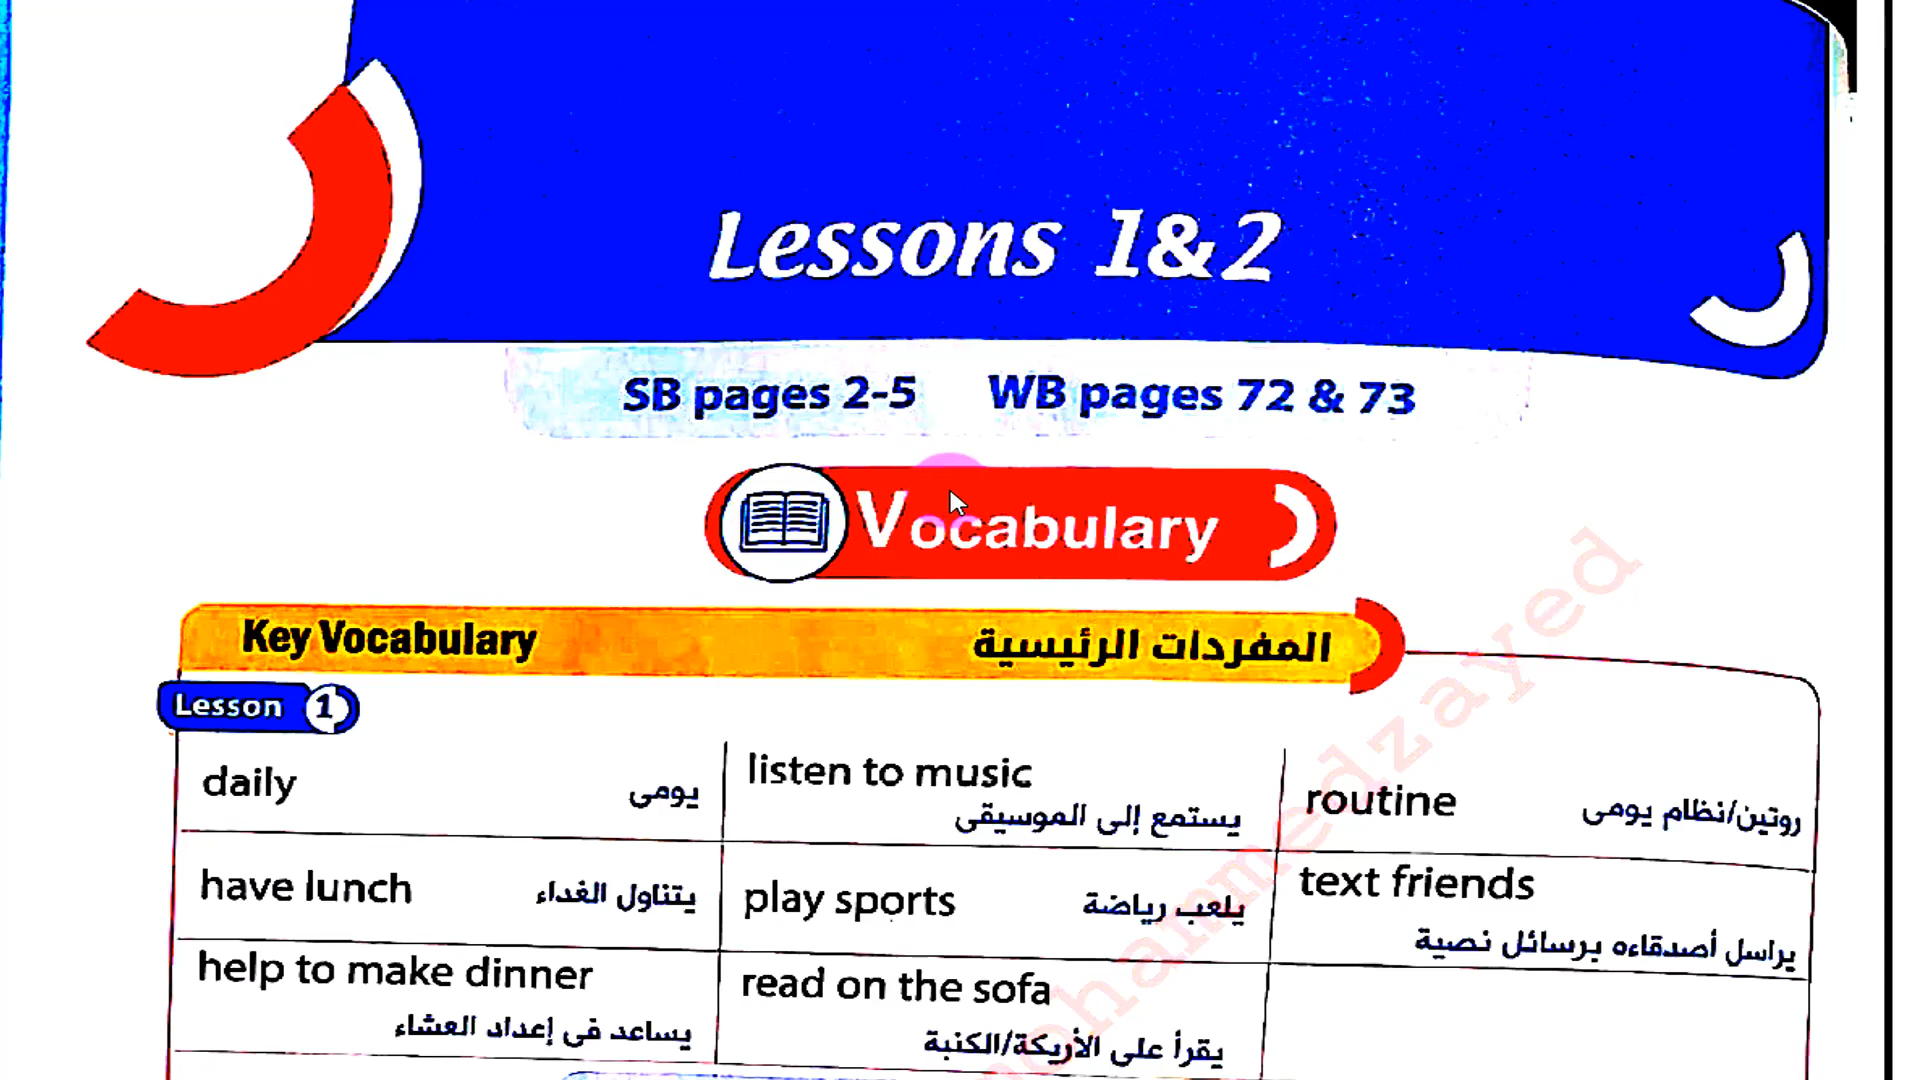 Lessons 1&2
SB pages 2-5 WB pages 72 & 73
Vocabulary
Key Vocabulary المفردات الرئيسية
Lesson 1
daily يومى
listen to music
يستمع إلى الموسيقى
routine روتين/نظام يومى
have lunch يتناول الغداء
play sports يلعب رياضة
text friends
يراسل أصدقاءه برسائل نصية
help to make dinner
يساعد فى إعداد العشاء
read on the sofa
يقرأ على الأريكة/الكنبة
mohammedzayed